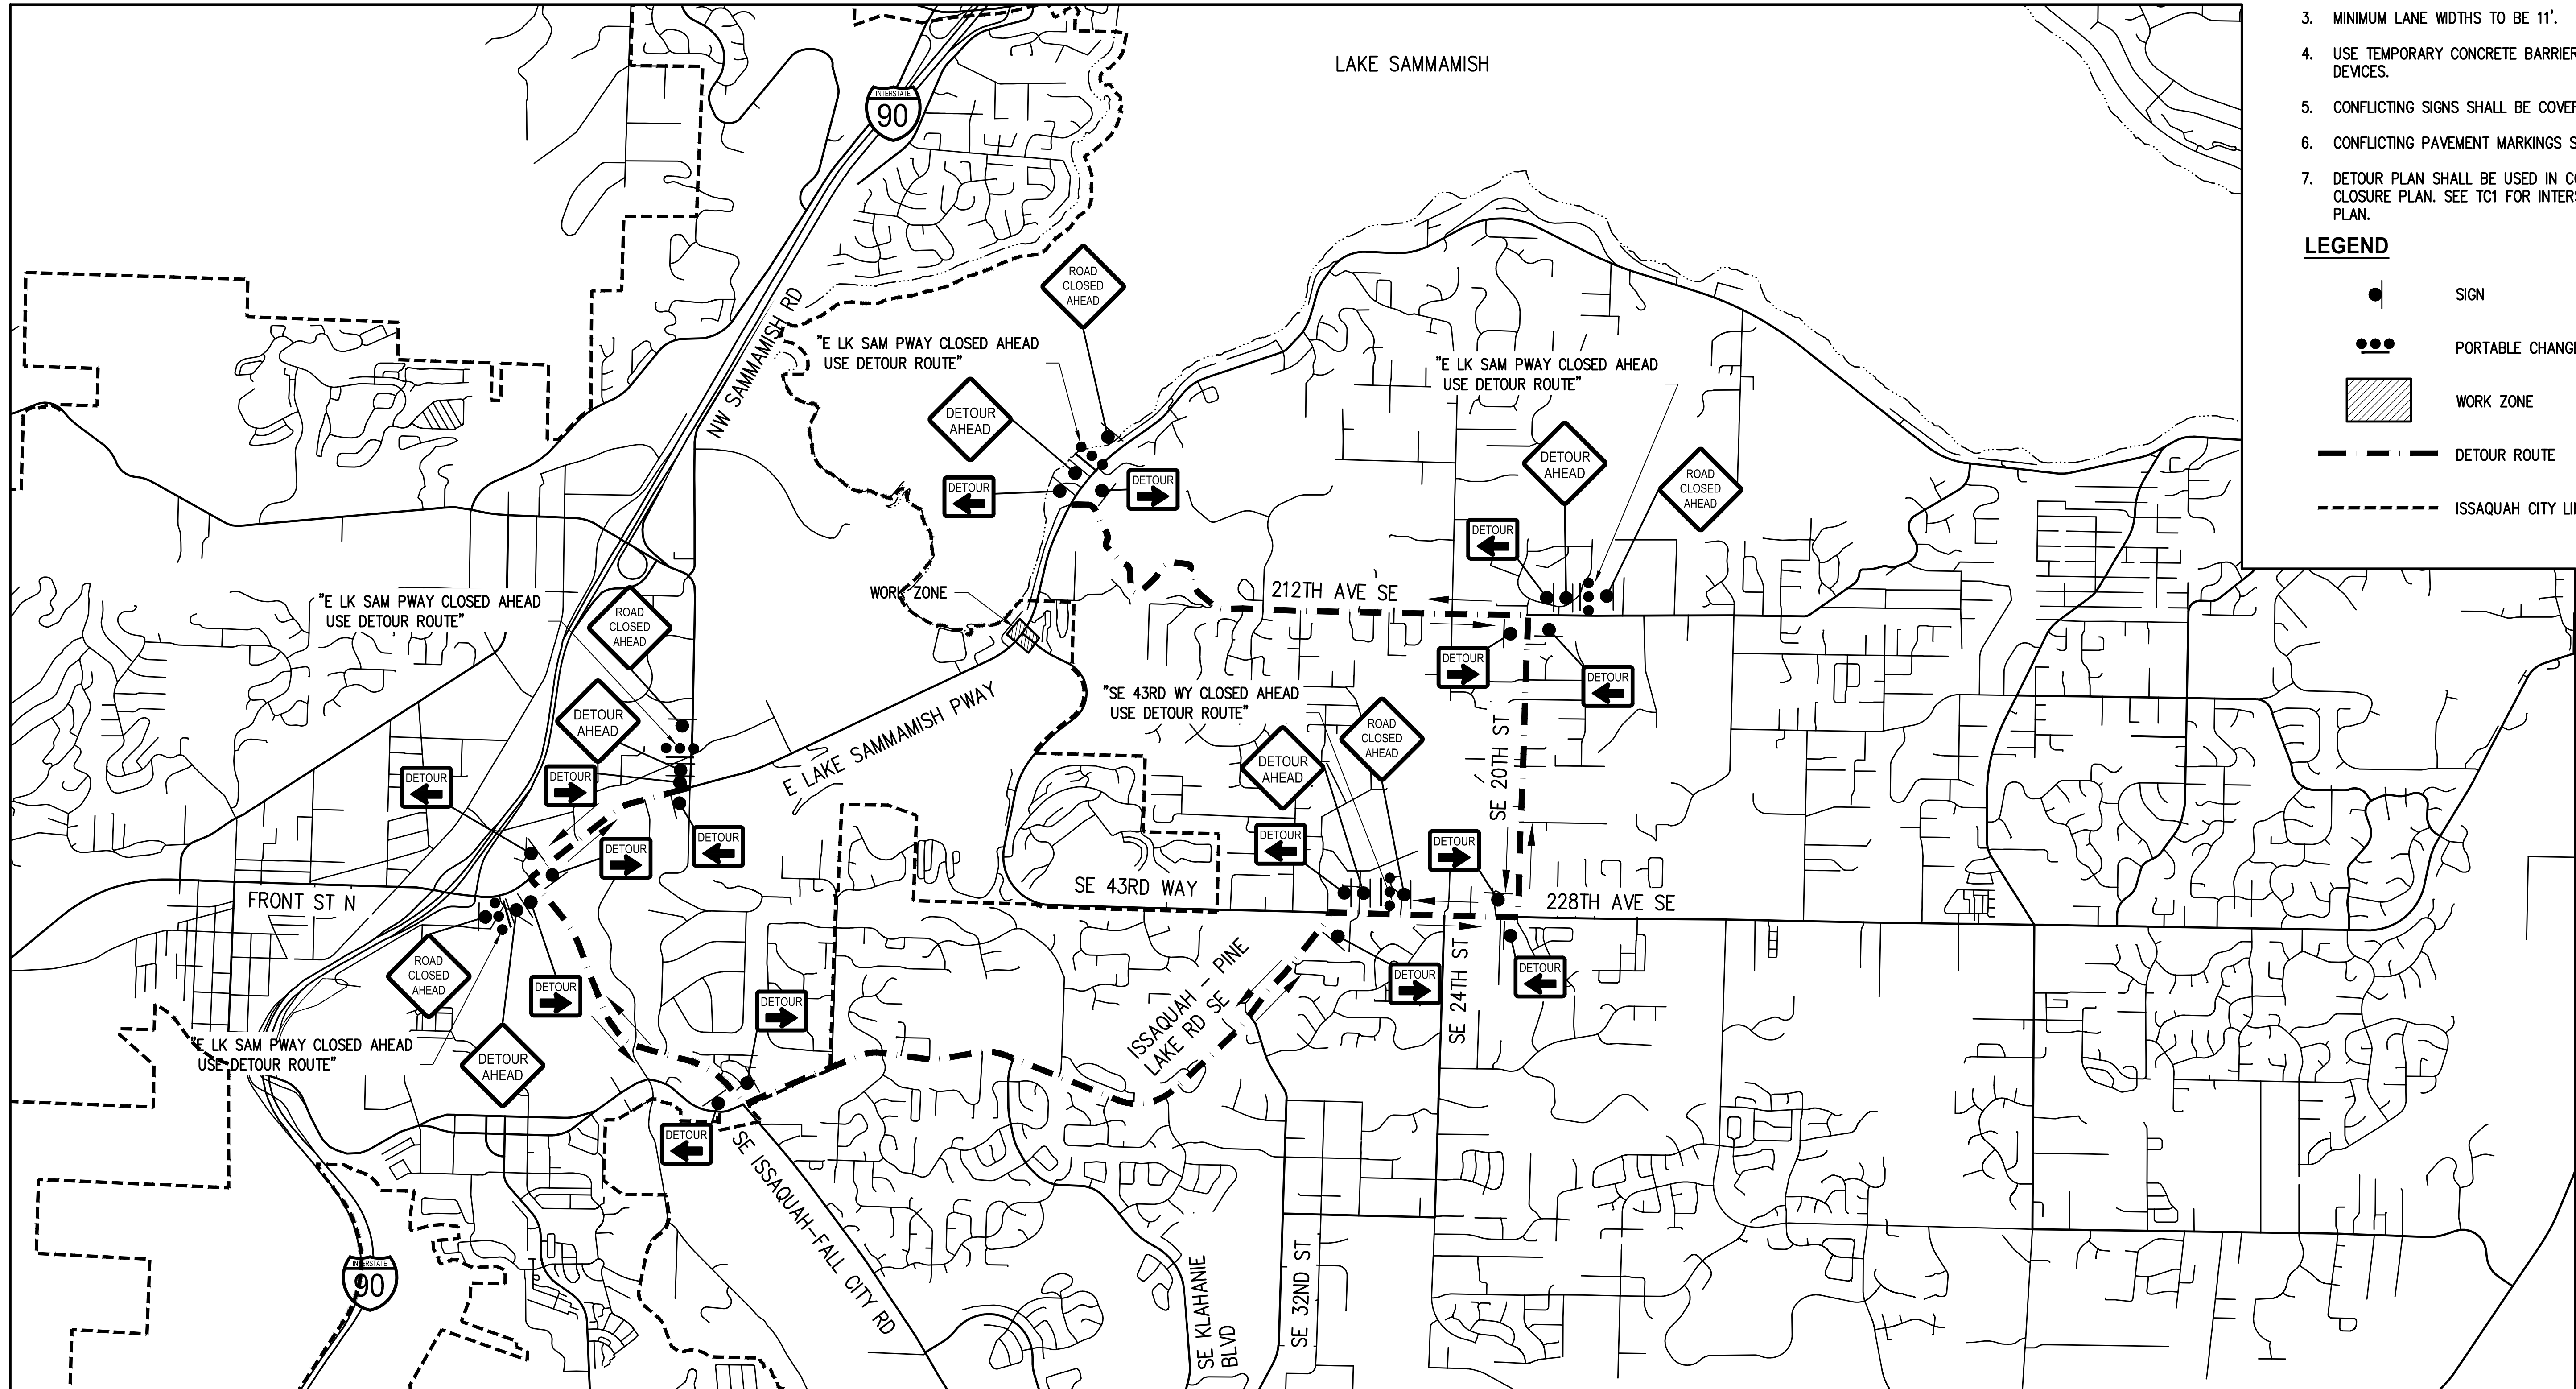 3. MINIMUM LANE WIDTHS TO BE 11'.
4. USE TEMPORARY CONCRETE BARRIER
DEVICES.
5. CONFLICTING SIGNS SHALL BE
6. CONFLICTING PAVEMENT MARKINGS
7. DETOUR PLAN SHALL BE USED IN
CLOSURE PLAN. SEE TC1 FOR
PLAN.
LEGEND
SIGN
PORTABLE
WORK ZONE
DETOUR ROUTE
ISSAQUAH CITY
LAKE SAMMAMISH
INTERSTATE
90
NW SAMMAMISH RD
ROAD
CLOSED
AHEAD
"E LK SAM PWAY CLOSED AHEAD
USE DETOUR ROUTE"
DETOUR
AHEAD
DETOUR
DETOUR
"E LK SAM PWAY CLOSED AHEAD
USE DETOUR ROUTE"
DETOUR
AHEAD
ROAD
CLOSED
AHEAD
DETOUR
WORK ZONE
212TH AVE SE
"E LK SAM PWAY CLOSED AHEAD
USE DETOUR ROUTE"
ROAD
CLOSED
AHEAD
DETOUR
AHEAD
DETOUR
DETOUR
DETOUR
DETOUR
E LAKE SAMMAMISH PWAY
"SE 43RD WY CLOSED AHEAD
USE DETOUR ROUTE"
ROAD
CLOSED
AHEAD
DETOUR
AHEAD
SE 20TH ST
DETOUR
DETOUR
DETOUR
DETOUR
SE 43RD WAY
228TH AVE SE
FRONT ST N
ROAD
CLOSED
AHEAD
DETOUR
"E LK SAM PWAY CLOSED AHEAD
USE DETOUR ROUTE"
DETOUR
AHEAD
DETOUR
DETOUR
ISSAQUAH - PINE
LAKE RD SE
SE 24TH ST
DETOUR
DETOUR
SE ISSAQUAH-FALL CITY RD
INTERSTATE
90
SE KLAHANIE
BLVD
SE 32ND ST